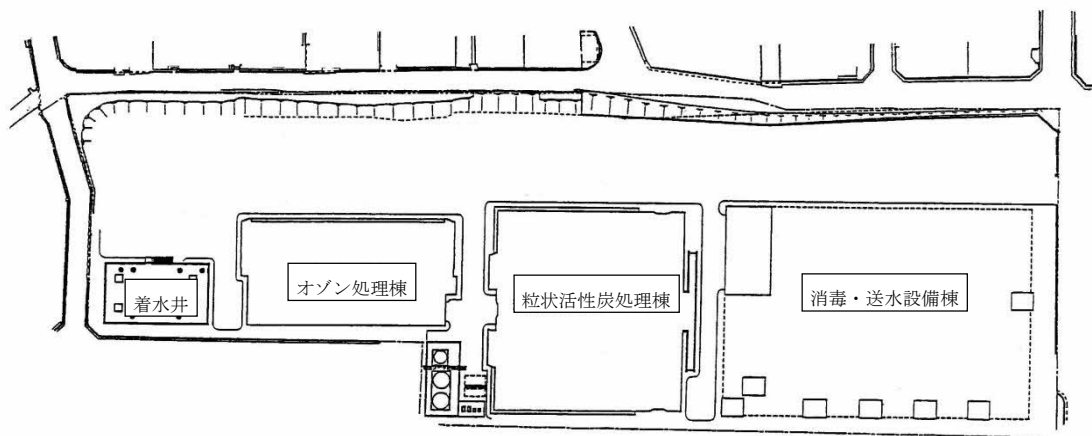 着水井
オゾン処理棟
粒状活性炭処理棟
消毒・送水設備棟